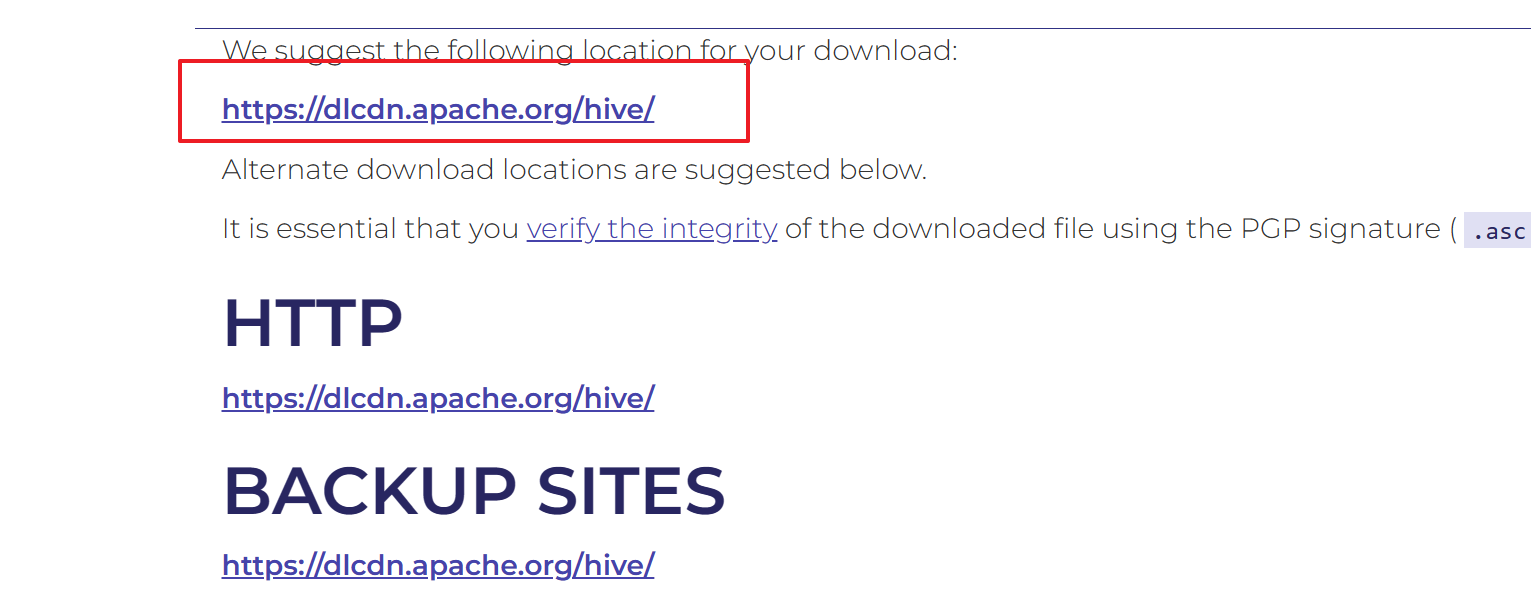 We suggest the following location for your download:
https://dlcdn.apache.org/hive/
Alternate download locations are suggested below.
It is essential that you verify the integrity of the downloaded file using the PGP signature ( .asc
HTTP
https://dlcdn.apache.org/hive/
BACKUP SITES
https://dlcdn.apache.org/hive/